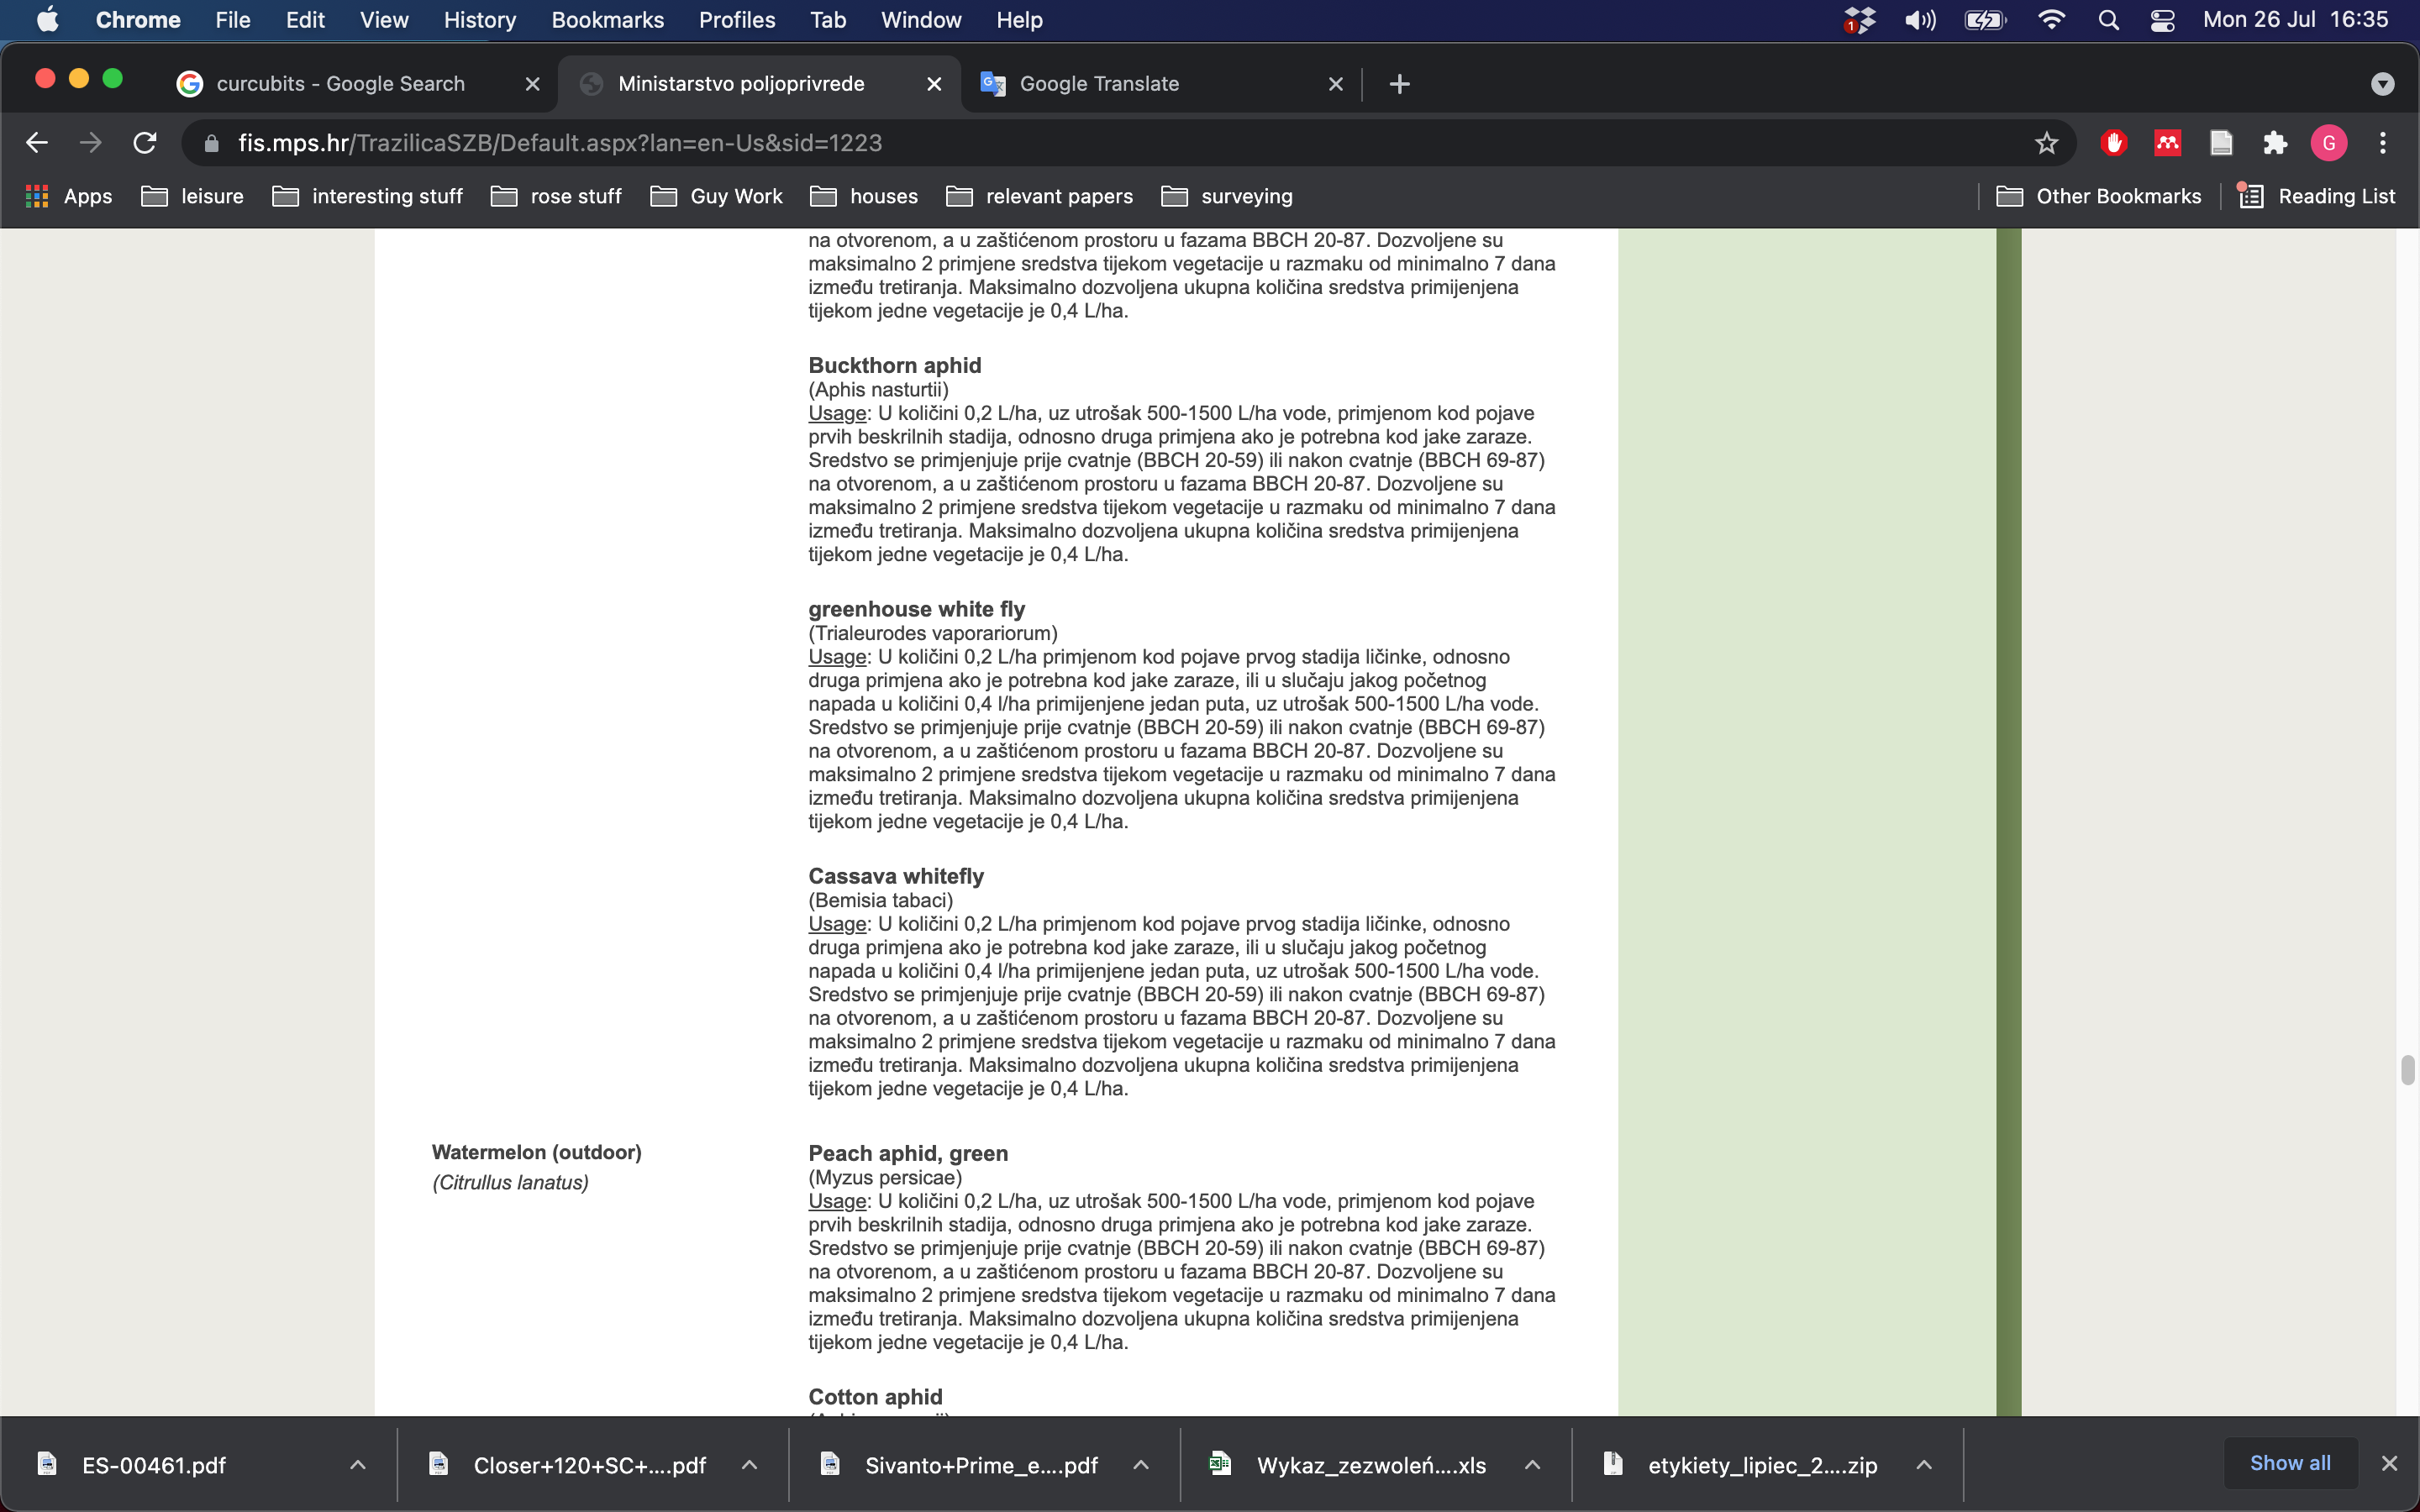 Chrome File Edit View History Bookmarks Profiles Tab Window Help 1 Mon 26 Jul 16:35
curcubits - Google Search Ministarstvo poljoprivrede Google Translate
fis.mps.hr/TrazilicaSZB/Default.aspx?lan=en-Us&sid=1223 G
Apps leisure interesting stuff rose stuff Guy Work houses relevant papers surveying Other Bookmarks Reading List
na otvorenom, a u zaštićenom prostoru u fazama BBCH 20-87. Dozvoljene su
maksimalno 2 primjene sredstva tijekom vegetacije u razmaku od minimalno 7 dana
između tretiranja. Maksimalno dozvoljena ukupna količina sredstva primijenjena
tijekom jedne vegetacije je 0,4 L/ha.
Buckthorn aphid
(Aphis nasturtii)
Usage: U količini 0,2 L/ha, uz utrošak 500-1500 L/ha vode, primjenom kod pojave
prvih beskrilnih stadija, odnosno druga primjena ako je potrebna kod jake zaraze.
Sredstvo se primjenjuje prije cvatnje (BBCH 20-59) ili nakon cvatnje (BBCH 69-87)
na otvorenom, a u zaštićenom prostoru u fazama BBCH 20-87. Dozvoljene su
maksimalno 2 primjene sredstva tijekom vegetacije u razmaku od minimalno 7 dana
između tretiranja. Maksimalno dozvoljena ukupna količina sredstva primijenjena
tijekom jedne vegetacije je 0,4 L/ha.
greenhouse white fly
(Trialeurodes vaporariorum)
Usage: U količini 0,2 L/ha primjenom kod pojave prvog stadija ličinke, odnosno
druga primjena ako je potrebna kod jake zaraze, ili u slučaju jakog početnog
napada u količini 0,4 l/ha primijenjene jedan puta, uz utrošak 500-1500 L/ha vode.
Sredstvo se primjenjuje prije cvatnje (BBCH 20-59) ili nakon cvatnje (BBCH 69-87)
na otvorenom, a u zaštićenom prostoru u fazama BBCH 20-87. Dozvoljene su
maksimalno 2 primjene sredstva tijekom vegetacije u razmaku od minimalno 7 dana
između tretiranja. Maksimalno dozvoljena ukupna količina sredstva primijenjena
tijekom jedne vegetacije je 0,4 L/ha.
Cassava whitefly
(Bemisia tabaci)
Usage: U količini 0,2 L/ha primjenom kod pojave prvog stadija ličinke, odnosno
druga primjena ako je potrebna kod jake zaraze, ili u slučaju jakog početnog
napada u količini 0,4 l/ha primijenjene jedan puta, uz utrošak 500-1500 L/ha vode.
Sredstvo se primjenjuje prije cvatnje (BBCH 20-59) ili nakon cvatnje (BBCH 69-87)
na otvorenom, a u zaštićenom prostoru u fazama BBCH 20-87. Dozvoljene su
maksimalno 2 primjene sredstva tijekom vegetacije u razmaku od minimalno 7 dana
između tretiranja. Maksimalno dozvoljena ukupna količina sredstva primijenjena
tijekom jedne vegetacije je 0,4 L/ha.
Watermelon (outdoor)
(Citrullus lanatus)
Peach aphid, green
(Myzus persicae)
Usage: U količini 0,2 L/ha, uz utrošak 500-1500 L/ha vode, primjenom kod pojave
prvih beskrilnih stadija, odnosno druga primjena ako je potrebna kod jake zaraze.
Sredstvo se primjenjuje prije cvatnje (BBCH 20-59) ili nakon cvatnje (BBCH 69-87)
na otvorenom, a u zaštićenom prostoru u fazama BBCH 20-87. Dozvoljene su
maksimalno 2 primjene sredstva tijekom vegetacije u razmaku od minimalno 7 dana
između tretiranja. Maksimalno dozvoljena ukupna količina sredstva primijenjena
tijekom jedne vegetacije je 0,4 L/ha.
Cotton aphid
ES-00461.pdf Closer+120+SC+....pdf Sivanto+Prime_e....pdf Wykaz_zezwoleń....xls etykiety_lipiec_2....zip Show all